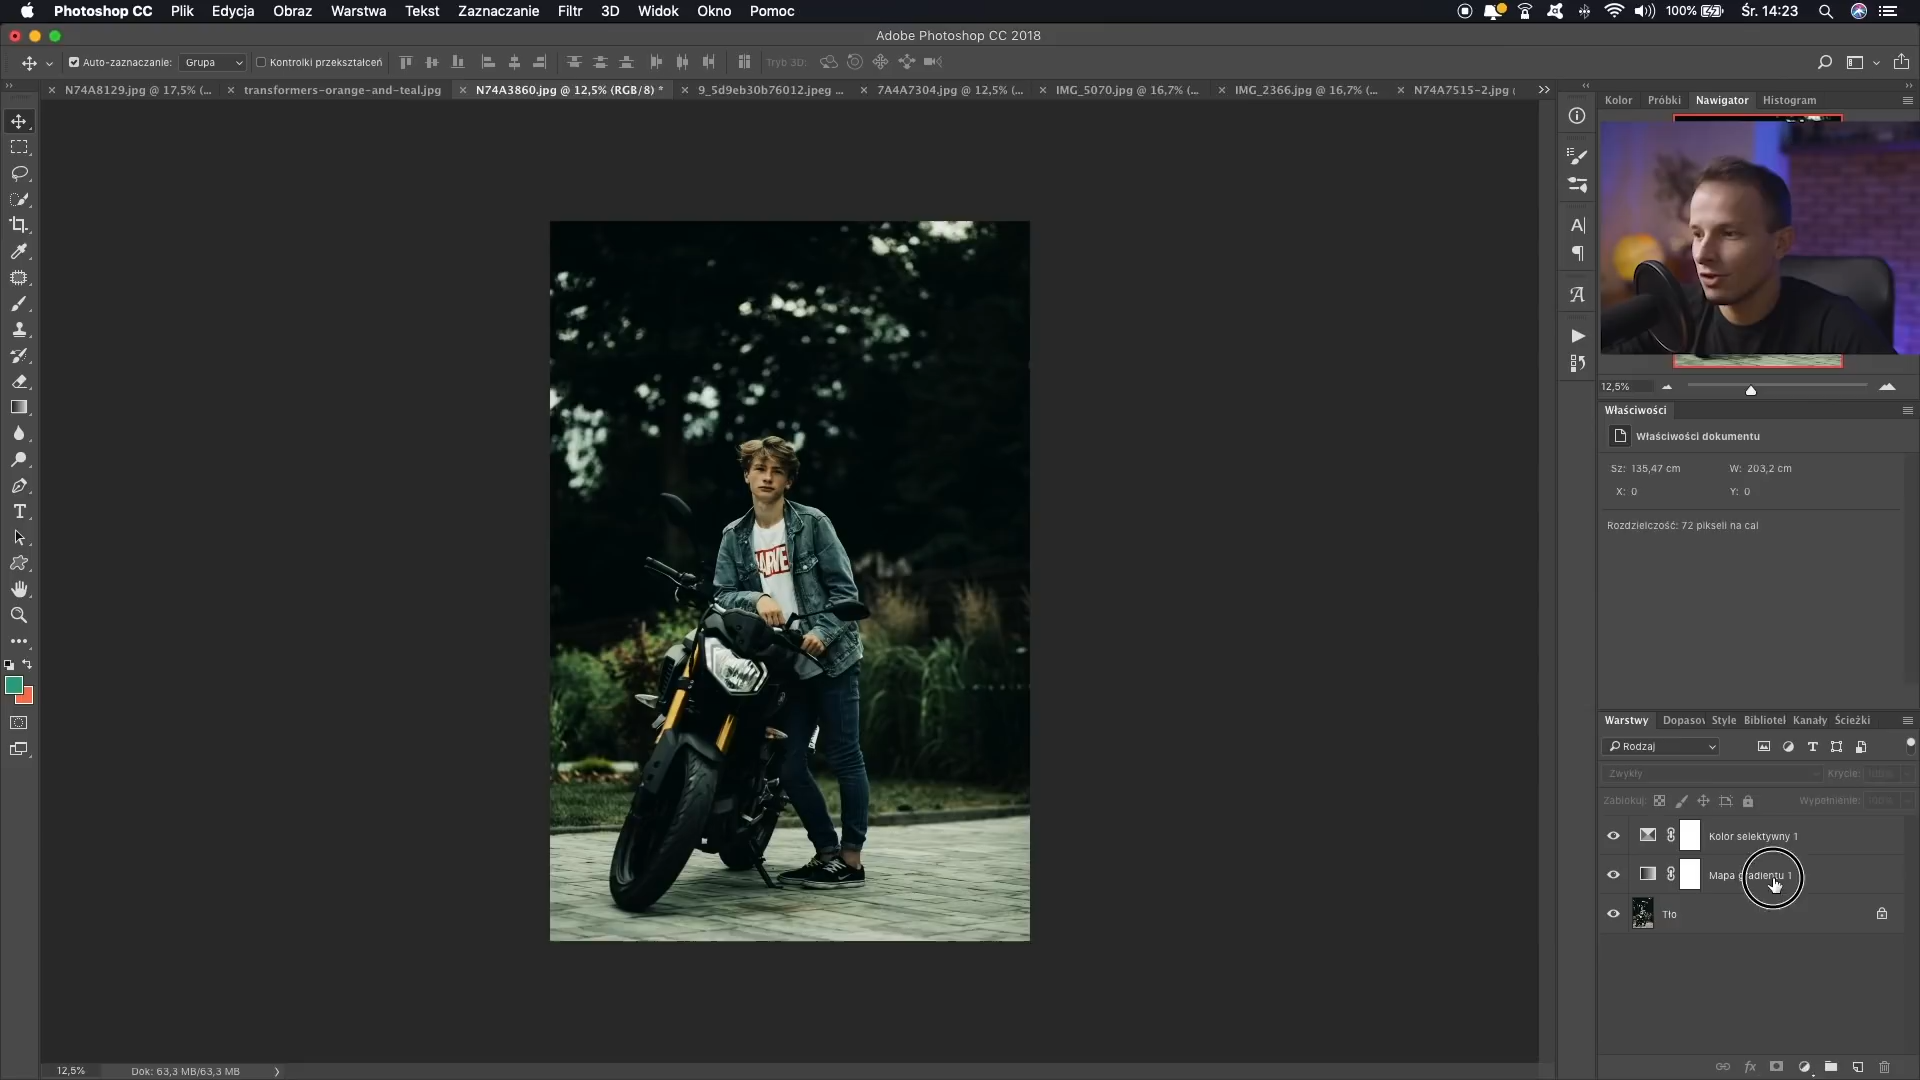 Photoshop CC Plik Edycja Obraz Warstwa Tekst Zaznaczanie Filtr 3D Widok Okno Pomoc 100% Śr. 14:23
Adobe Photoshop CC 2018
Auto-zaznaczanie: Grupa Kontrolki przekształceń Tryb 3D:
N74A8129.jpg @ 17,5% (... transformers-orange-and-teal.jpg N74A3860.jpg @ 12,5% (RGB/8) * 9_5d9eb30b76012.jpeg ... 7A4A7304.jpg @ 12,5% (... IMG_5070.jpg @ 16,7% (... IMG_2366.jpg @ 16,7% (... N74A7515-2.jpg (
Kolor Próbki Nawigator Histogram
12,5%
Właściwości
Właściwości dokumentu
Sz: 135,47 cm W: 203,2 cm
X: 0 Y: 0
Rozdzielczość: 72 pikseli na cal
Warstwy Dopasov Style Bibliotel Kanały Ścieżki
Rodzaj
Zwykły Krycie: 100%
Zablokuj: Wypełnienie: 100%
Kolor selektywny 1
Mapa gradientu 1
Tło
12,5% Dok: 63,3 MB/63,3 MB